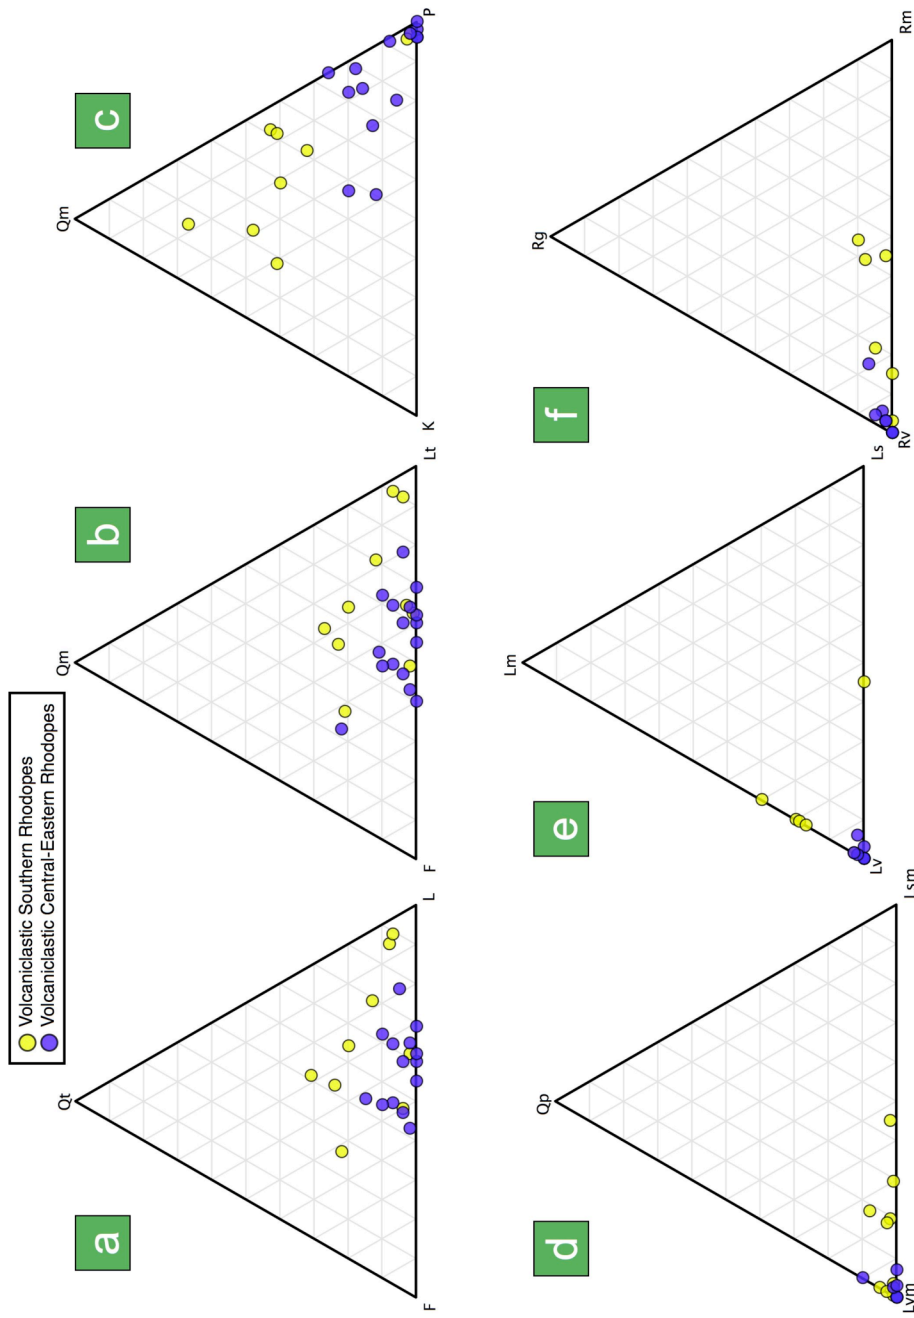 Volcaniclastic Southern Rhodopes
Volcaniclastic Central-Eastern Rhodopes
a
Qt
F
L
b
Qm
F
Lt
c
Qm
K
P
d
Qp
Lvm
Lsm
e
Lm
Lv
Ls
f
Rg
Rv
Rm